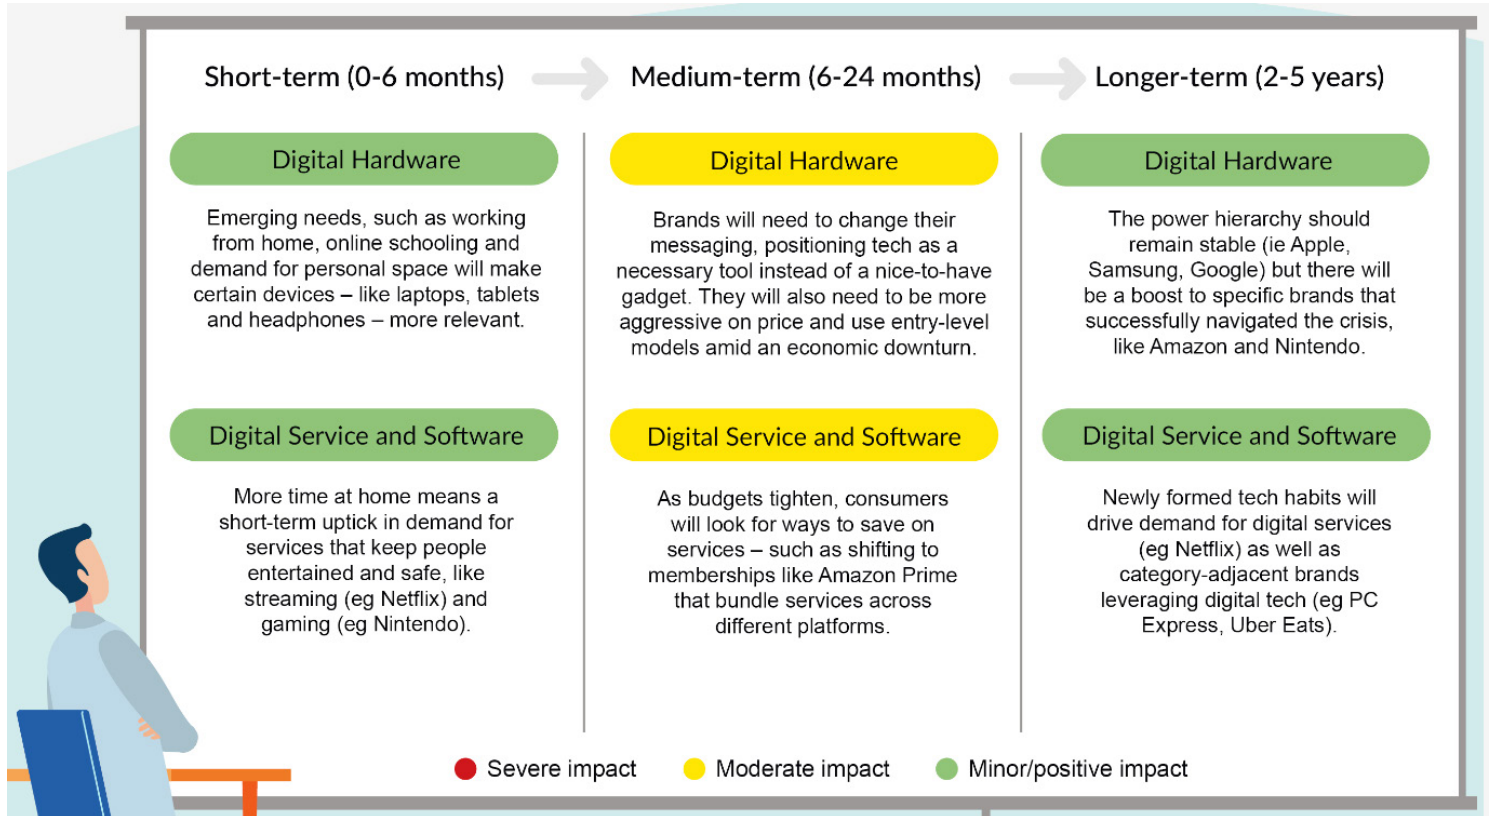 Short-term (0-6 months)
Medium-term (6-24 months)
Longer-term (2-5 years)
Digital Hardware
Emerging needs, such as working
from home, online schooling and
demand for personal space will make
certain devices – like laptops, tablets
and headphones – more relevant.
Digital Hardware
Brands will need to change their
messaging, positioning tech as a
necessary tool instead of a nice-to-have
gadget. They will also need to be more
aggressive on price and use entry-level
models amid an economic downturn.
Digital Hardware
The power hierarchy should
remain stable (ie Apple,
Samsung, Google) but there will
be a boost to specific brands that
successfully navigated the crisis,
like Amazon and Nintendo.
Digital Service and Software
More time at home means a
short-term uptick in demand for
services that keep people
entertained and safe, like
streaming (eg Netflix) and
gaming (eg Nintendo).
Digital Service and Software
As budgets tighten, consumers
will look for ways to save on
services – such as shifting to
memberships like Amazon Prime
that bundle services across
different platforms.
Digital Service and Software
Newly formed tech habits will
drive demand for digital services
(eg Netflix) as well as
category-adjacent brands
leveraging digital tech (eg PC
Express, Uber Eats).
Severe impact
Moderate impact
Minor/positive impact